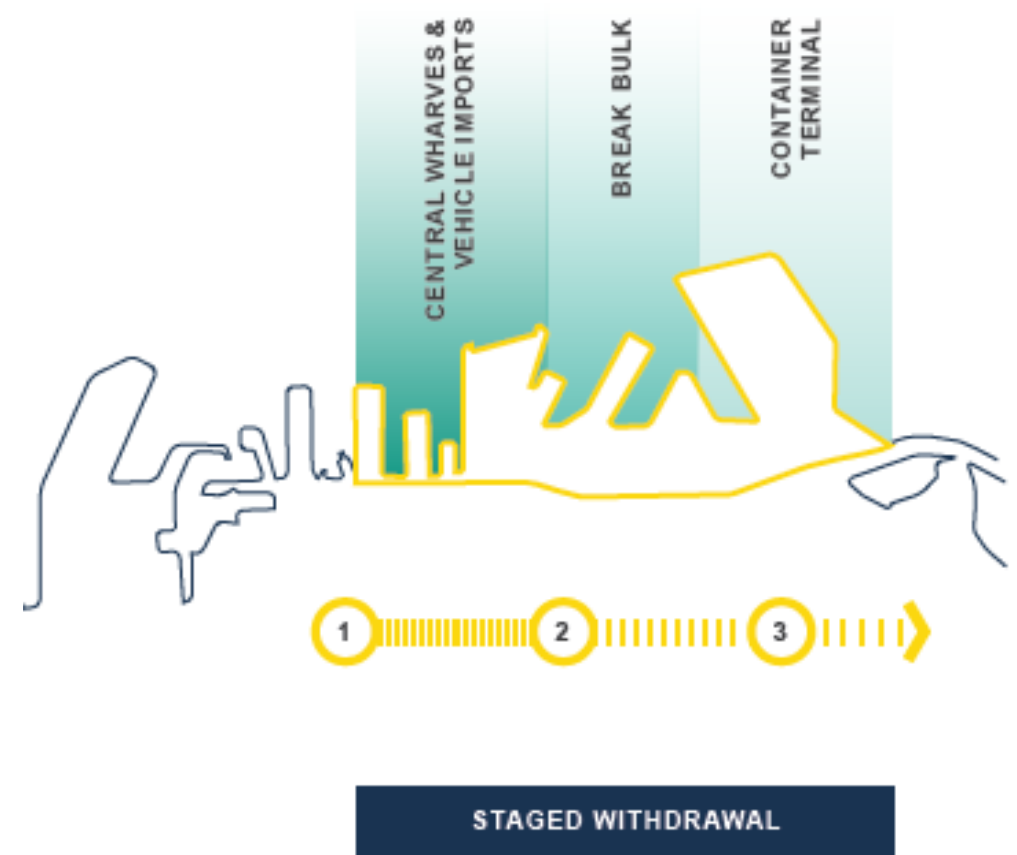 CENTRAL WHARVES &
VEHICLE IMPORTS
BREAK BULK
CONTAINER
TERMINAL
1
2
3
STAGED WITHDRAWAL